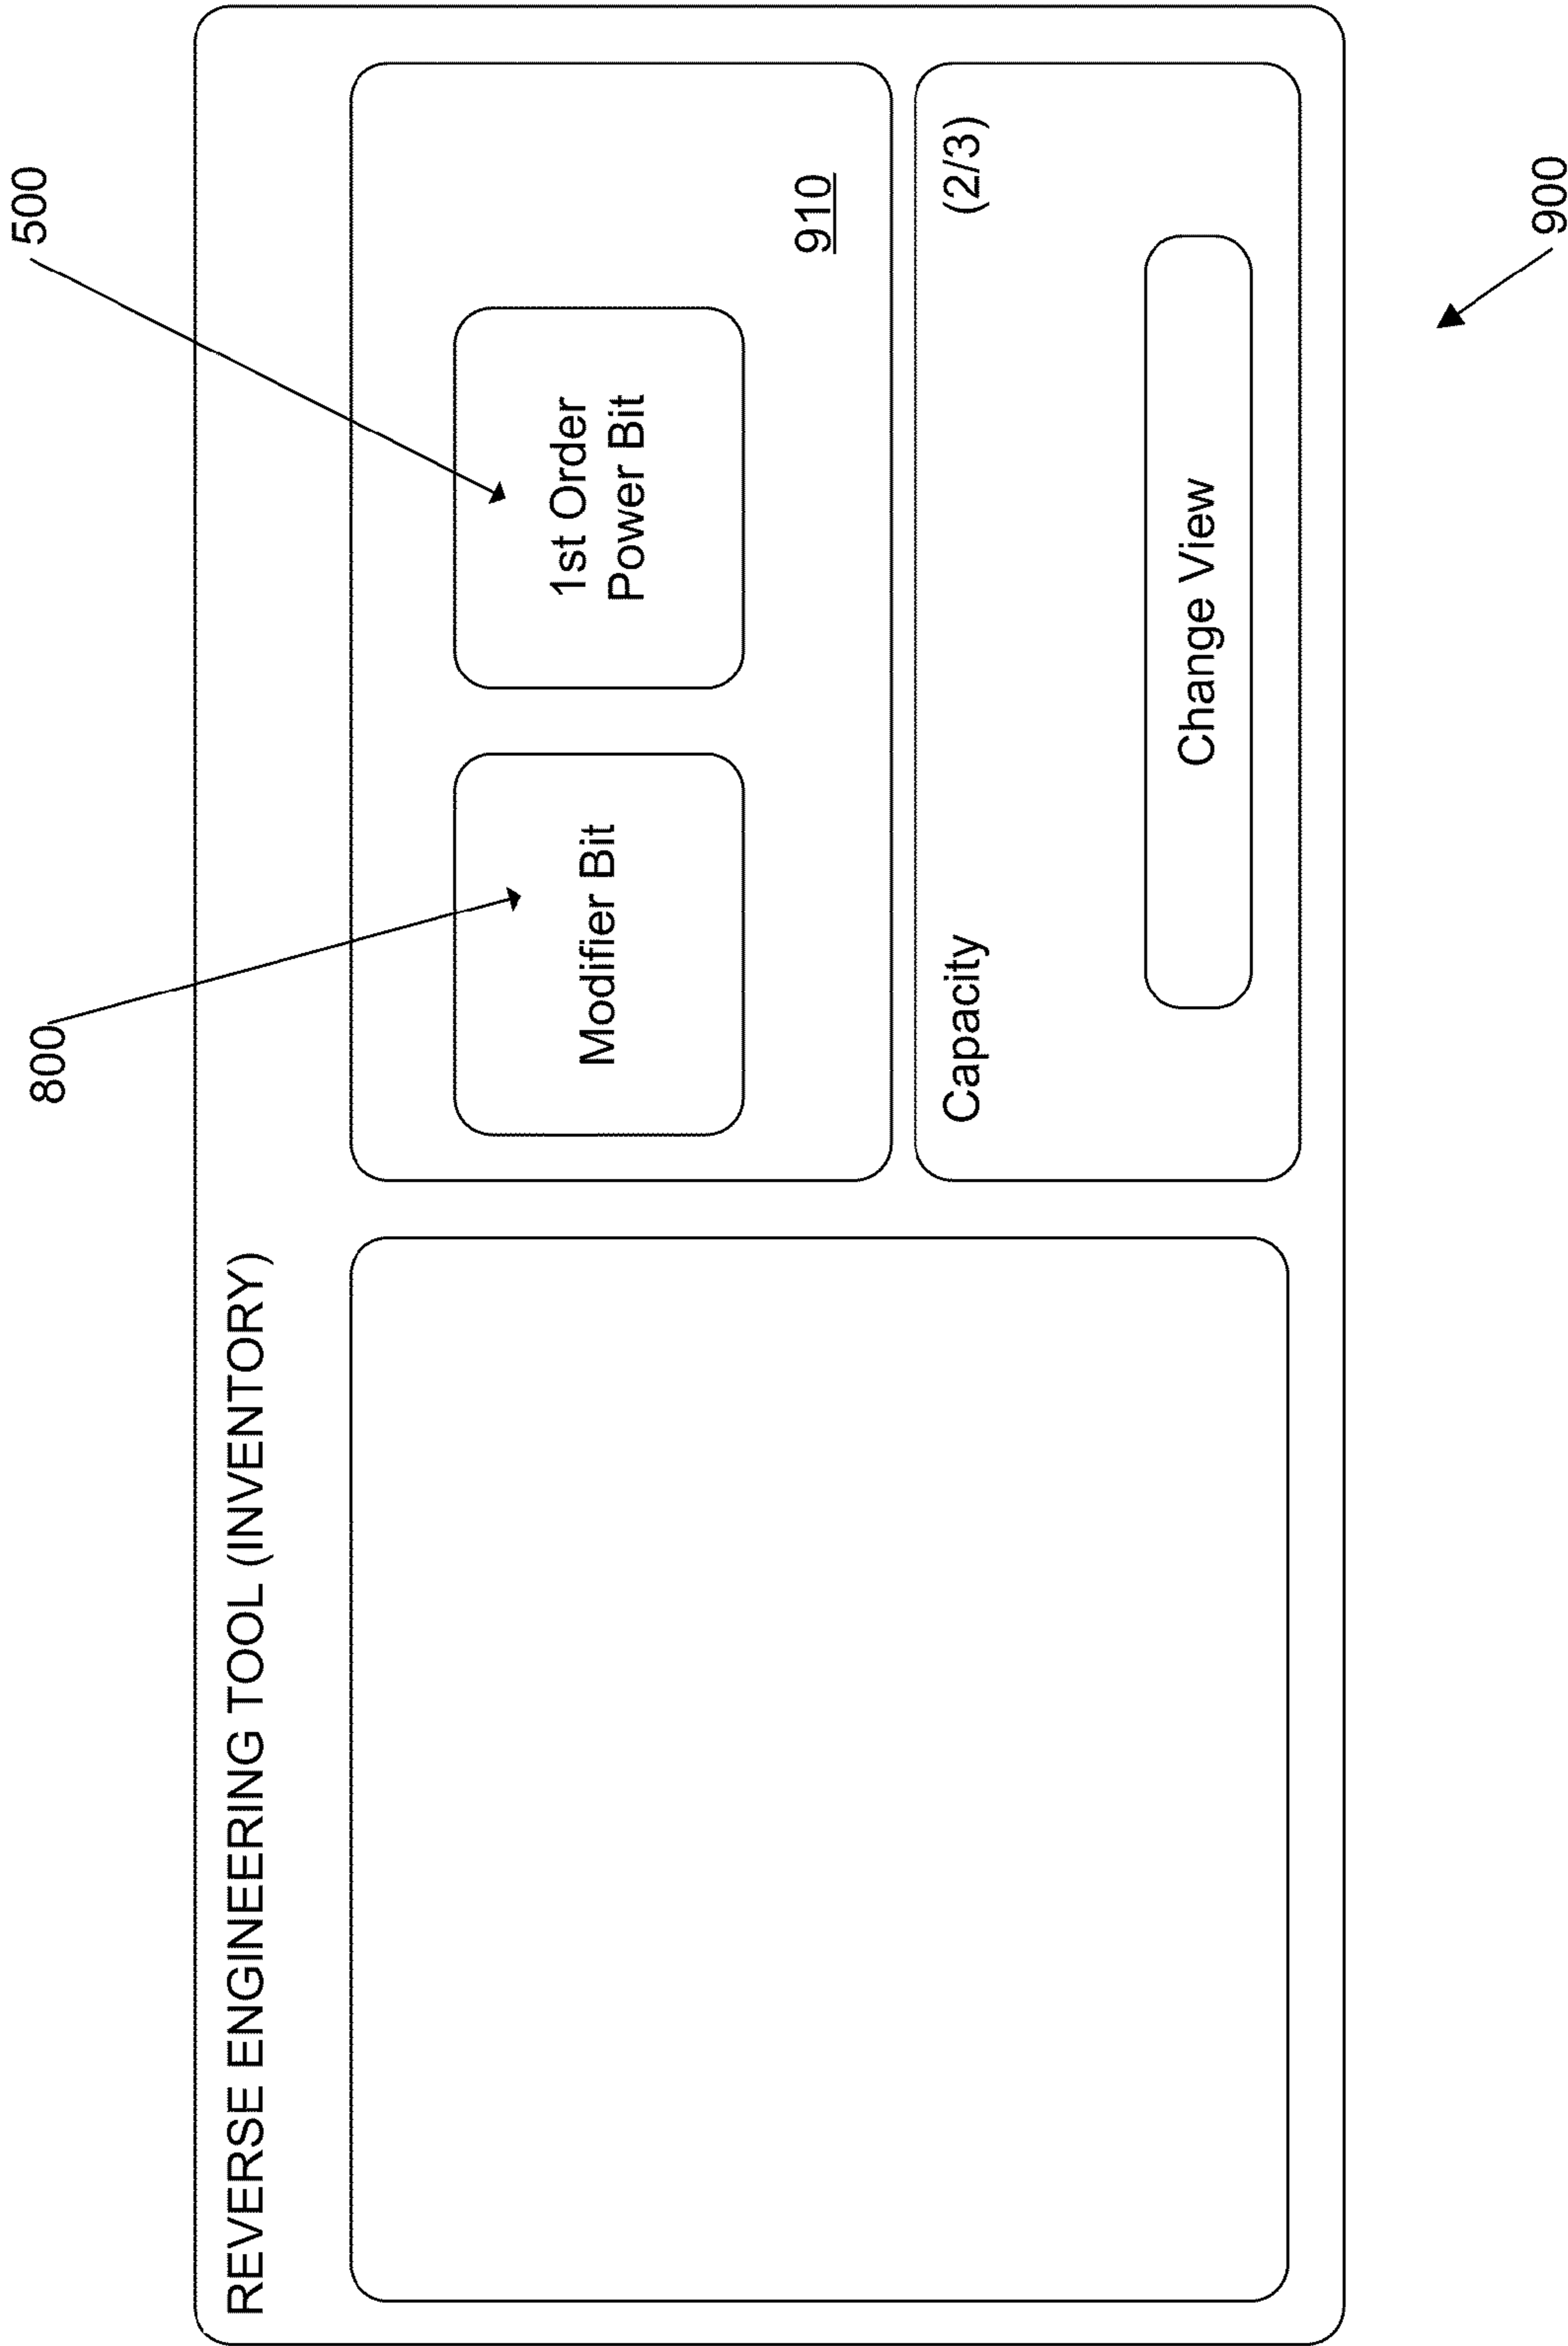 800
500
REVERSE ENGINEERING TOOL (INVENTORY)
Modifier Bit
1st Order
Power Bit
910
Capacity
(2/3)
Change View
900